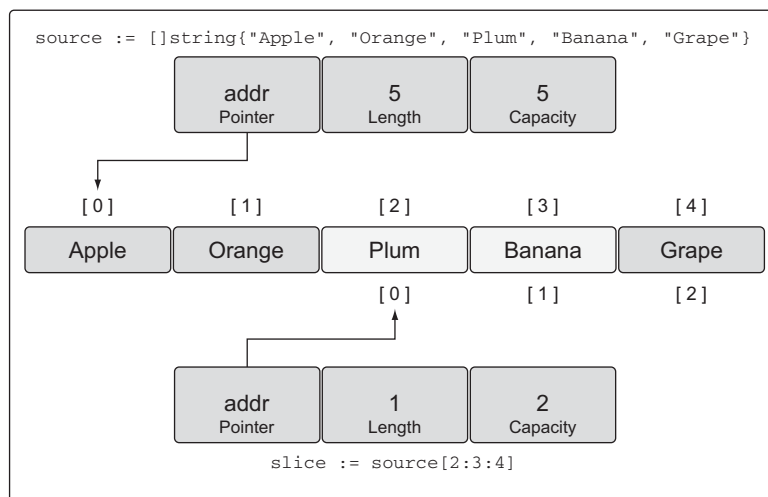 source := []string{"Apple", "Orange", "Plum", "Banana", "Grape"}
addr 5 5
Pointer Length Capacity
[0] [1] [2] [3] [4]
Apple Orange Plum Banana Grape
[0] [1] [2]
addr 1 2
Pointer Length Capacity
slice := source[2:3:4]